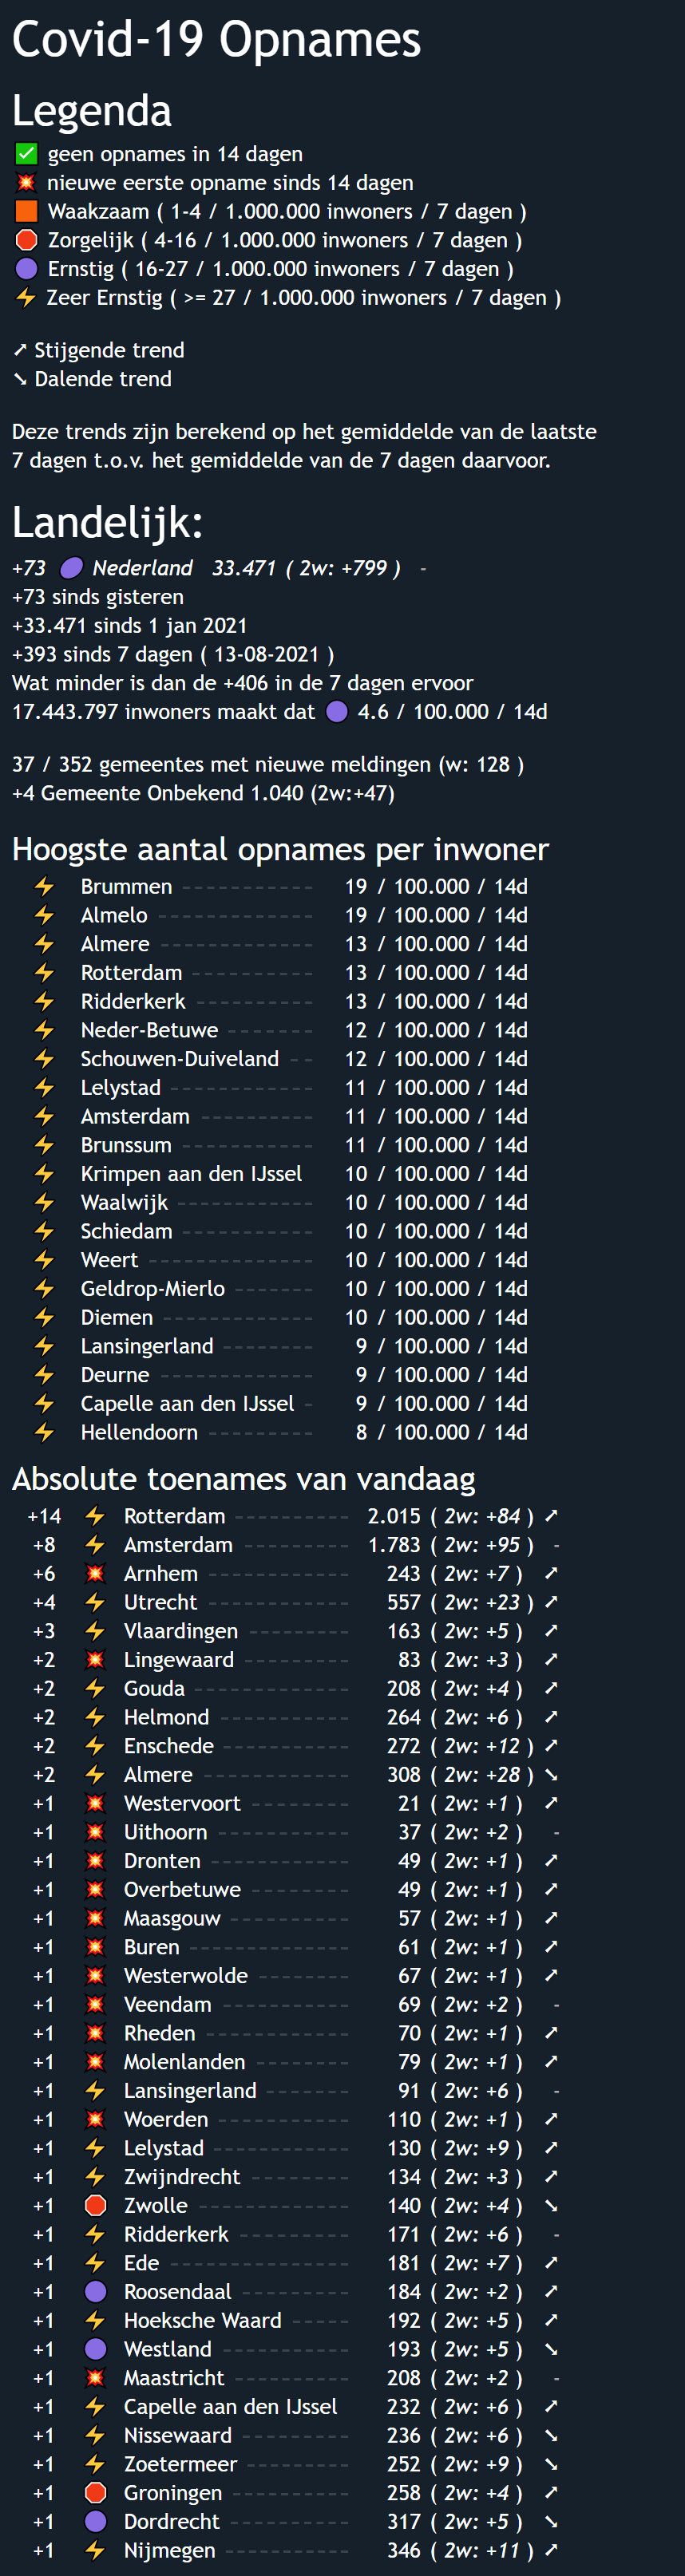 Covid-19 Opnames
Legenda
✅ geen opnames in 14 dagen
💥 nieuwe eerste opname sinds 14 dagen
🟧 Waakzaam ( 1-4 / 1.000.000 inwoners / 7 dagen )
🛑 Zorgelijk ( 4-16 / 1.000.000 inwoners / 7 dagen )
🟣 Ernstig ( 16-27 / 1.000.000 inwoners / 7 dagen )
⚡ Zeer Ernstig ( >= 27 / 1.000.000 inwoners / 7 dagen )
➚ Stijgende trend
➘ Dalende trend
Deze trends zijn berekend op het gemiddelde van de laatste
7 dagen t.o.v. het gemiddelde van de 7 dagen daarvoor.
Landelijk:
+73 🟣 Nederland 33.471 ( 2w: +799 ) -
+73 sinds gisteren
+33.471 sinds 1 jan 2021
+393 sinds 7 dagen ( 13-08-2021 )
Wat minder is dan de +406 in de 7 dagen ervoor
17.443.797 inwoners maakt dat 🟣 4.6 / 100.000 / 14d
37 / 352 gemeentes met nieuwe meldingen (w: 128 )
+4 Gemeente Onbekend 1.040 (2w:+47)
Hoogste aantal opnames per inwoner
⚡ Brummen 19 / 100.000 / 14d
⚡ Almelo 19 / 100.000 / 14d
⚡ Almere 13 / 100.000 / 14d
⚡ Rotterdam 13 / 100.000 / 14d
⚡ Ridderkerk 13 / 100.000 / 14d
⚡ Neder-Betuwe 12 / 100.000 / 14d
⚡ Schouwen-Duiveland 12 / 100.000 / 14d
⚡ Lelystad 11 / 100.000 / 14d
⚡ Amsterdam 11 / 100.000 / 14d
⚡ Brunssum 11 / 100.000 / 14d
⚡ Krimpen aan den IJssel 10 / 100.000 / 14d
⚡ Waalwijk 10 / 100.000 / 14d
⚡ Schiedam 10 / 100.000 / 14d
⚡ Weert 10 / 100.000 / 14d
⚡ Geldrop-Mierlo 10 / 100.000 / 14d
⚡ Diemen 10 / 100.000 / 14d
⚡ Lansingerland 9 / 100.000 / 14d
⚡ Deurne 9 / 100.000 / 14d
⚡ Capelle aan den IJssel 9 / 100.000 / 14d
⚡ Hellendoorn 8 / 100.000 / 14d
Absolute toenames van vandaag
+14 ⚡ Rotterdam 2.015 ( 2w: +84 ) ➚
+8 ⚡ Amsterdam 1.783 ( 2w: +95 ) -
+6 💥 Arnhem 243 ( 2w: +7 ) ➚
+4 ⚡ Utrecht 557 ( 2w: +23 ) ➚
+3 ⚡ Vlaardingen 163 ( 2w: +5 ) ➚
+2 💥 Lingewaard 83 ( 2w: +3 ) ➚
+2 ⚡ Gouda 208 ( 2w: +4 ) ➚
+2 ⚡ Helmond 264 ( 2w: +6 ) ➚
+2 ⚡ Enschede 272 ( 2w: +12 ) ➚
+2 ⚡ Almere 308 ( 2w: +28 ) ➘
+1 💥 Westervoort 21 ( 2w: +1 ) ➚
+1 💥 Uithoorn 37 ( 2w: +2 ) -
+1 💥 Dronten 49 ( 2w: +1 ) ➚
+1 💥 Overbetuwe 49 ( 2w: +1 ) ➚
+1 💥 Maasgouw 57 ( 2w: +1 ) ➚
+1 💥 Buren 61 ( 2w: +1 ) ➚
+1 💥 Westerwolde 67 ( 2w: +1 ) ➚
+1 💥 Veendam 69 ( 2w: +2 ) -
+1 💥 Rheden 70 ( 2w: +1 ) ➚
+1 💥 Molenlanden 79 ( 2w: +1 ) ➚
+1 ⚡ Lansingerland 91 ( 2w: +6 ) -
+1 💥 Woerden 110 ( 2w: +1 ) ➚
+1 ⚡ Lelystad 130 ( 2w: +9 ) ➚
+1 ⚡ Zwijndrecht 134 ( 2w: +3 ) ➚
+1 🛑 Zwolle 140 ( 2w: +4 ) ➘
+1 ⚡ Ridderkerk 171 ( 2w: +6 ) -
+1 ⚡ Ede 181 ( 2w: +7 ) ➚
+1 🟣 Roosendaal 184 ( 2w: +2 ) ➚
+1 ⚡ Hoeksche Waard 192 ( 2w: +5 ) ➚
+1 🟣 Westland 193 ( 2w: +5 ) ➘
+1 💥 Maastricht 208 ( 2w: +2 ) -
+1 ⚡ Capelle aan den IJssel 232 ( 2w: +6 ) ➚
+1 ⚡ Nissewaard 236 ( 2w: +6 ) ➘
+1 ⚡ Zoetermeer 252 ( 2w: +9 ) ➘
+1 🛑 Groningen 258 ( 2w: +4 ) ➚
+1 🟣 Dordrecht 317 ( 2w: +5 ) ➘
+1 ⚡ Nijmegen 346 ( 2w: +11 ) ➚